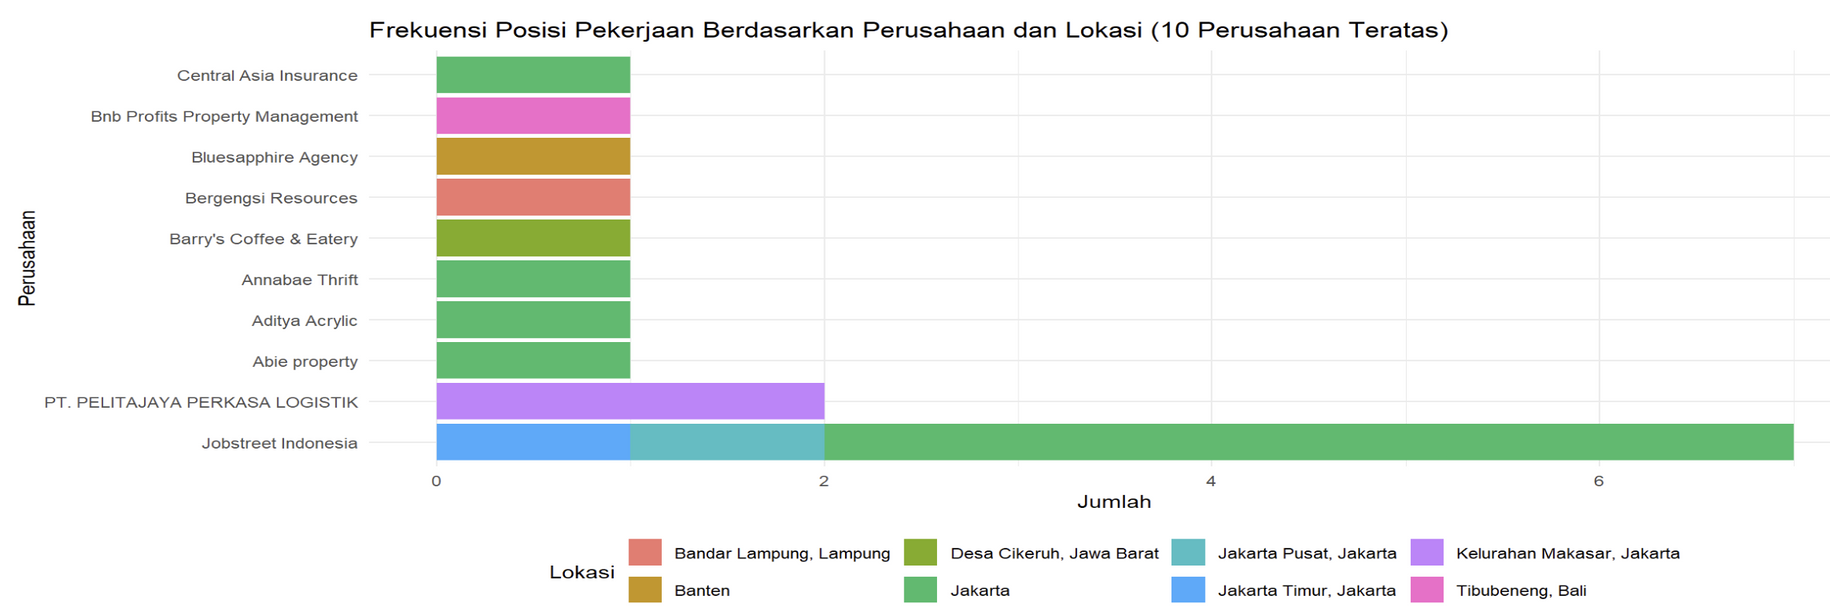 Frekuensi Posisi Pekerjaan Berdasarkan Perusahaan dan Lokasi (10 Perusahaan Teratas)
Perusahaan
Central Asia Insurance
Bnb Profits Property Management
Bluesapphire Agency
Bergengsi Resources
Barry's Coffee & Eatery
Annabae Thrift
Aditya Acrylic
Abie property
PT. PELITAJAYA PERKASA LOGISTIK
Jobstreet Indonesia
0 2 4 6
Jumlah
Lokasi
Bandar Lampung, Lampung Desa Cikeruh, Jawa Barat Jakarta Pusat, Jakarta Kelurahan Makasar, Jakarta
Banten Jakarta Jakarta Timur, Jakarta Tibubeneng, Bali